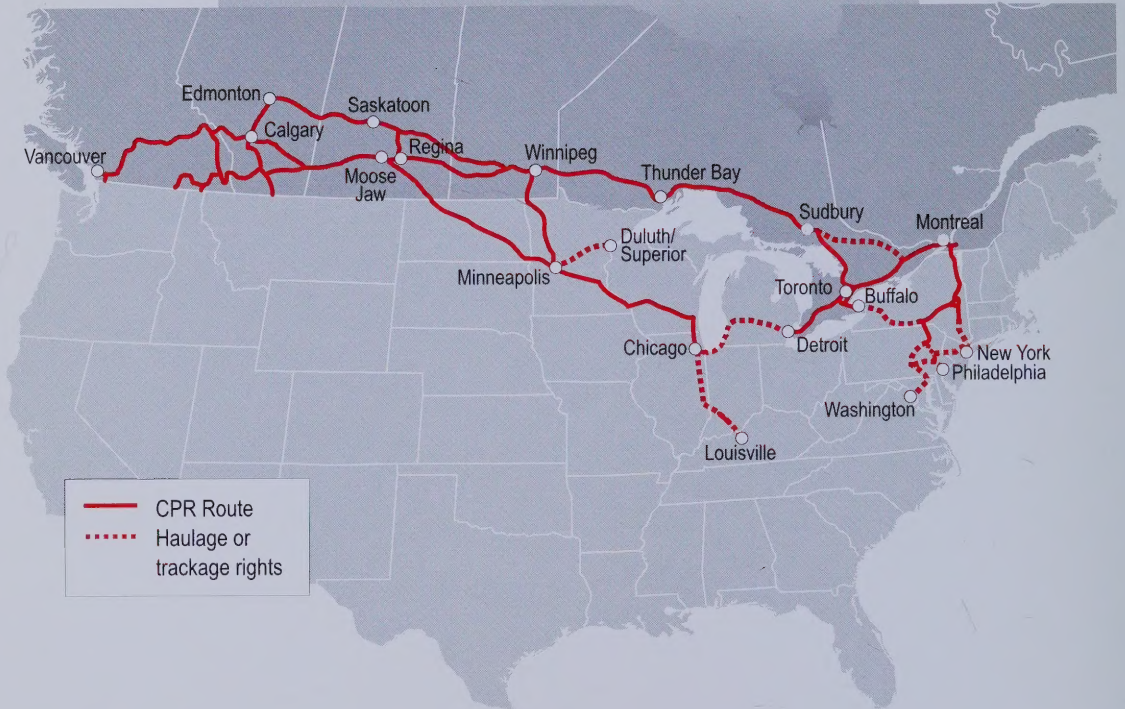 Edmonton
Saskatoon
Calgary
Regina
Vancouver
Moose
Jaw
Winnipeg
Thunder Bay
Sudbury
Montreal
Duluth/
Superior
Minneapolis
Toronto
Buffalo
Chicago
Detroit
New York
Philadelphia
Washington
Louisville
CPR Route
Haulage or
trackage rights